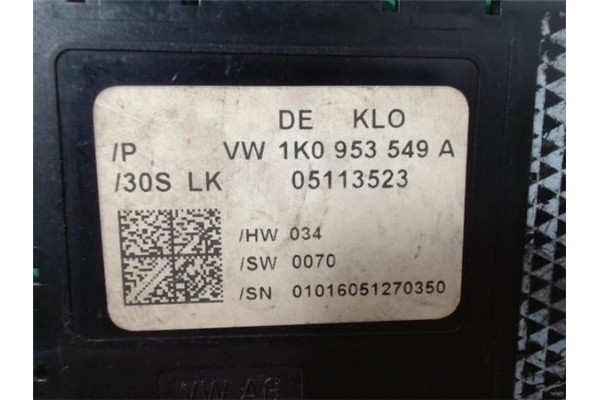 DE KLO
/P VW 1K0 953 549 A
/30S LK 05113523
/HW 034
/SW 0070
/SN 01016051270350
VW AG